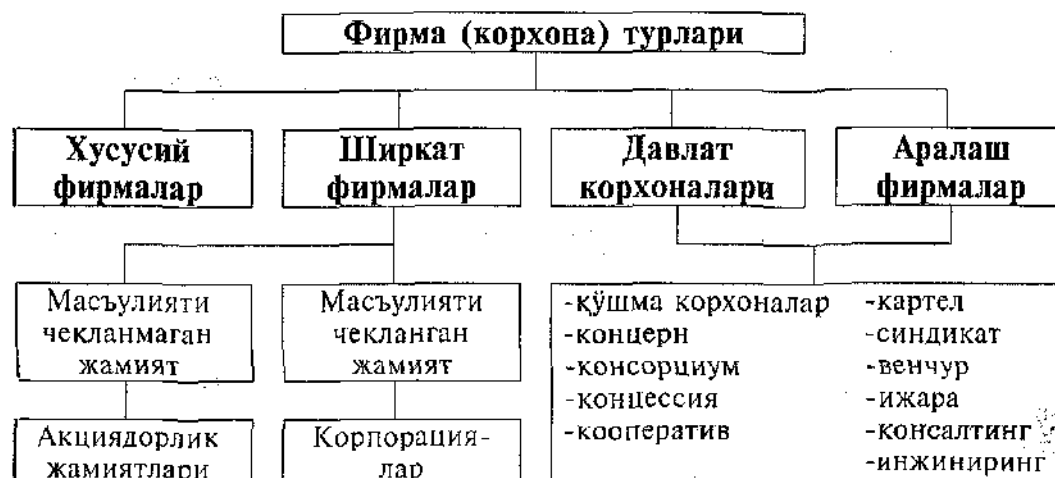 Фирма (корхона) турлари
Хусусий
фирмалар
Ширкат
фирмалар
Давлат
корхоналари
Аралаш
фирмалар
Масъулияти
чекланмаган
жамият
Масъулияти
чекланган
жамият
Акциядорлик
жамиятлари
Корпорация-
лар
-қўшма корхоналар
-концерн
-консорциум
-концессия
-кооператив
-картел
-синдикат
-венчур
-ижара
-консалтинг
-инжиниринг